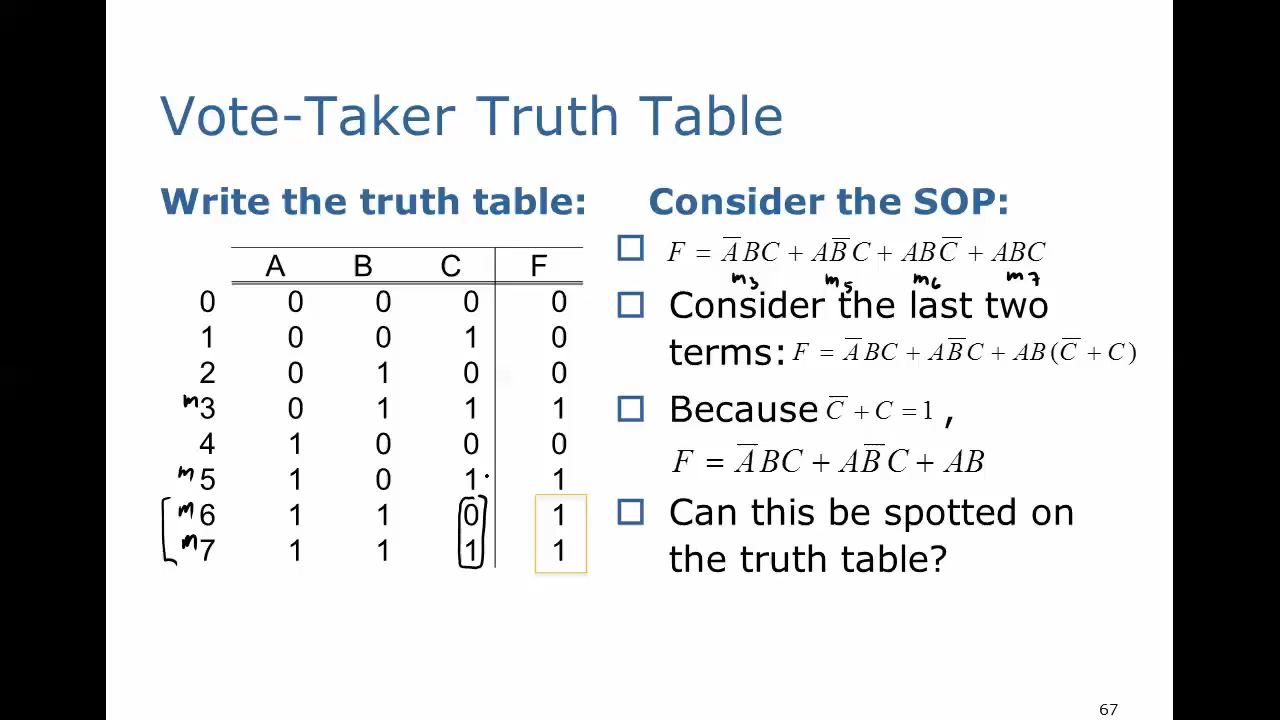 Vote-Taker Truth Table
Write the truth table:
A B C F
0 0 0 0 0
1 0 0 1 0
2 0 1 0 0
m3 0 1 1 1
4 1 0 0 0
m5 1 0 1 1
m6 1 1 0 1
m7 1 1 1 1
Consider the SOP:
F = A̅BC + AB̅C + ABC̅ + ABC
m3 m5 m6 m7
Consider the last two
terms: F = A̅BC + AB̅C + AB(C̅ + C)
Because C̅ + C = 1 ,
F = A̅BC + AB̅C + AB
Can this be spotted on
the truth table?
67